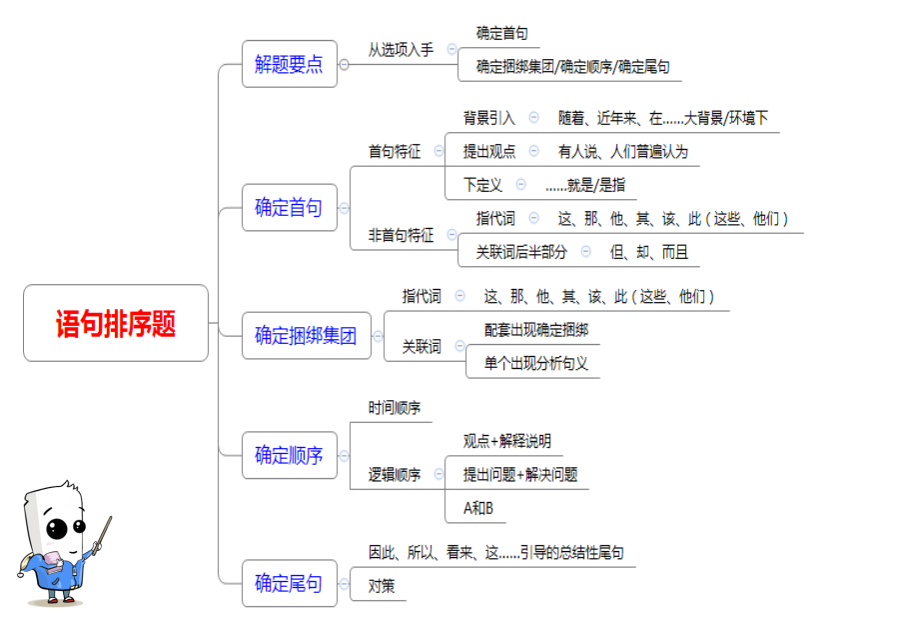 语句排序题
解题要点
从选项入手
确定首句
确定捆绑集团/确定顺序/确定尾句
确定首句
首句特征
背景引入
随着、近年来、在......大背景/环境下
提出观点
有人说、人们普遍认为
下定义
......就是/是指
非首句特征
指代词
这、那、他、其、该、此（这些、他们）
关联词后半部分
但、却、而且
确定捆绑集团
指代词
这、那、他、其、该、此（这些、他们）
关联词
配套出现确定捆绑
单个出现分析句义
确定顺序
时间顺序
逻辑顺序
观点+解释说明
提出问题+解决问题
A和B
确定尾句
因此、所以、看来、这......引导的总结性尾句
对策